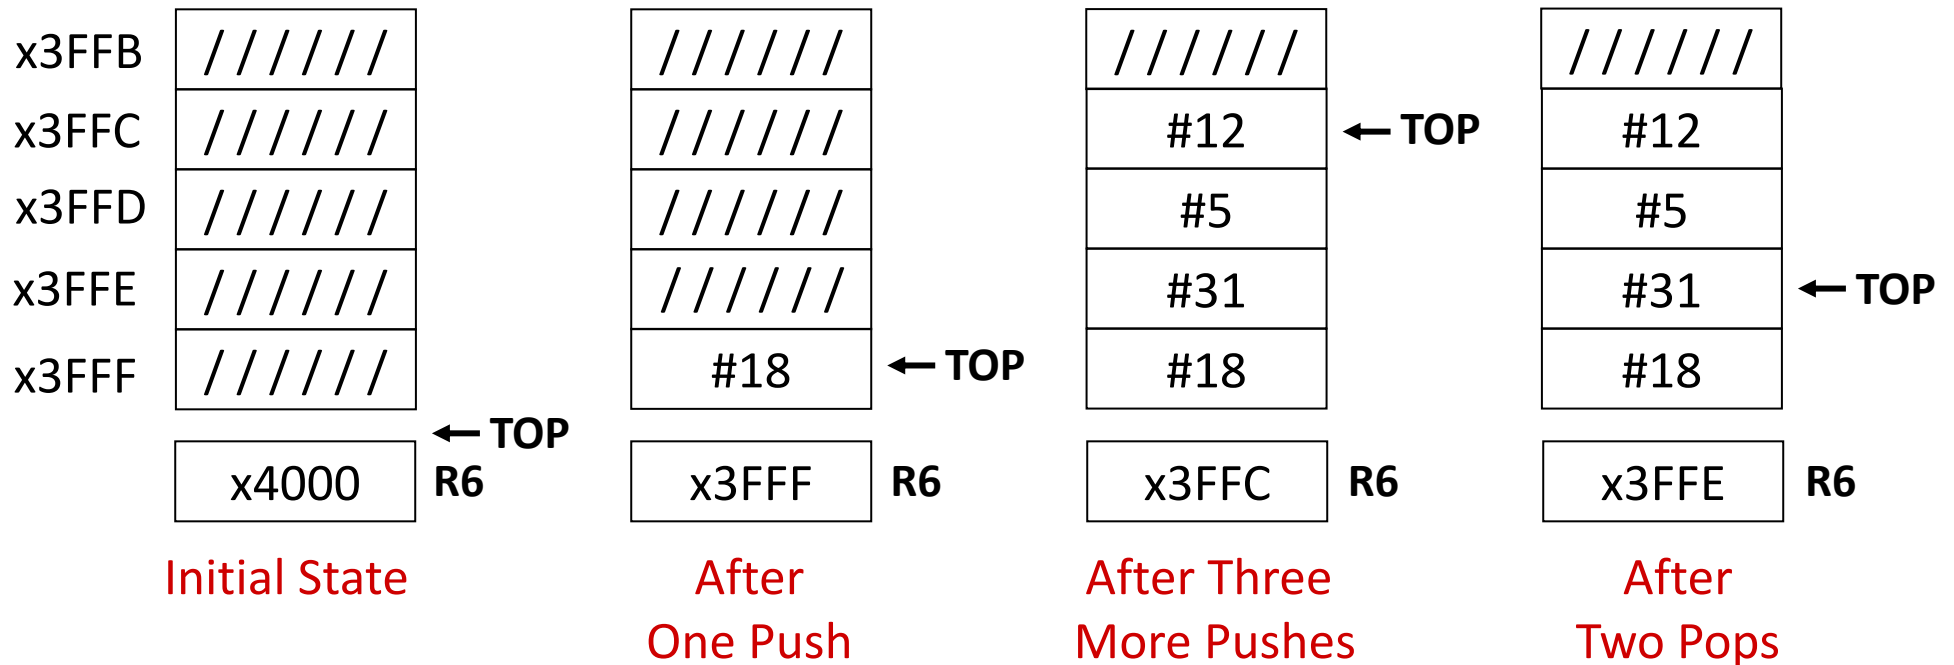 x3FFB / / / / / / / / / / / / / / / / / / / / / / / /
x3FFC / / / / / / / / / / / / #12 ← TOP #12
x3FFD / / / / / / / / / / / / #5 #5
x3FFE / / / / / / / / / / / / #31 #31 ← TOP
x3FFF / / / / / / #18 ← TOP #18 #18
← TOP
x4000 R6 x3FFF R6 x3FFC R6 x3FFE R6
Initial State After After Three After
One Push More Pushes Two Pops